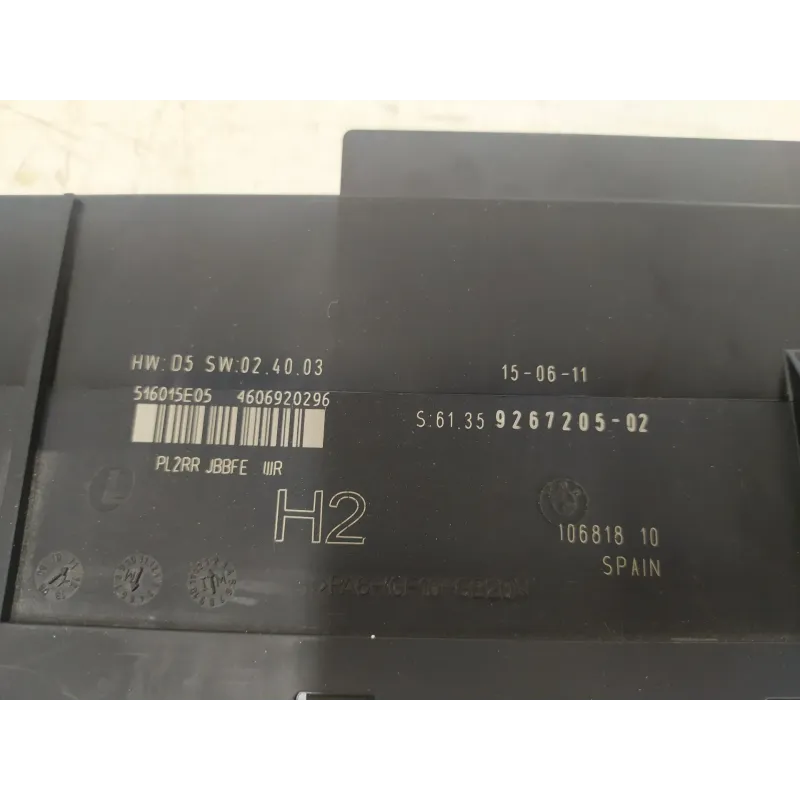 HW: D5 SW:02.40.03
15-06-11
516015E05 4606920296
S:61.35 9267205-02
PL2RR JBBFE
H2
106818 10
SPAIN